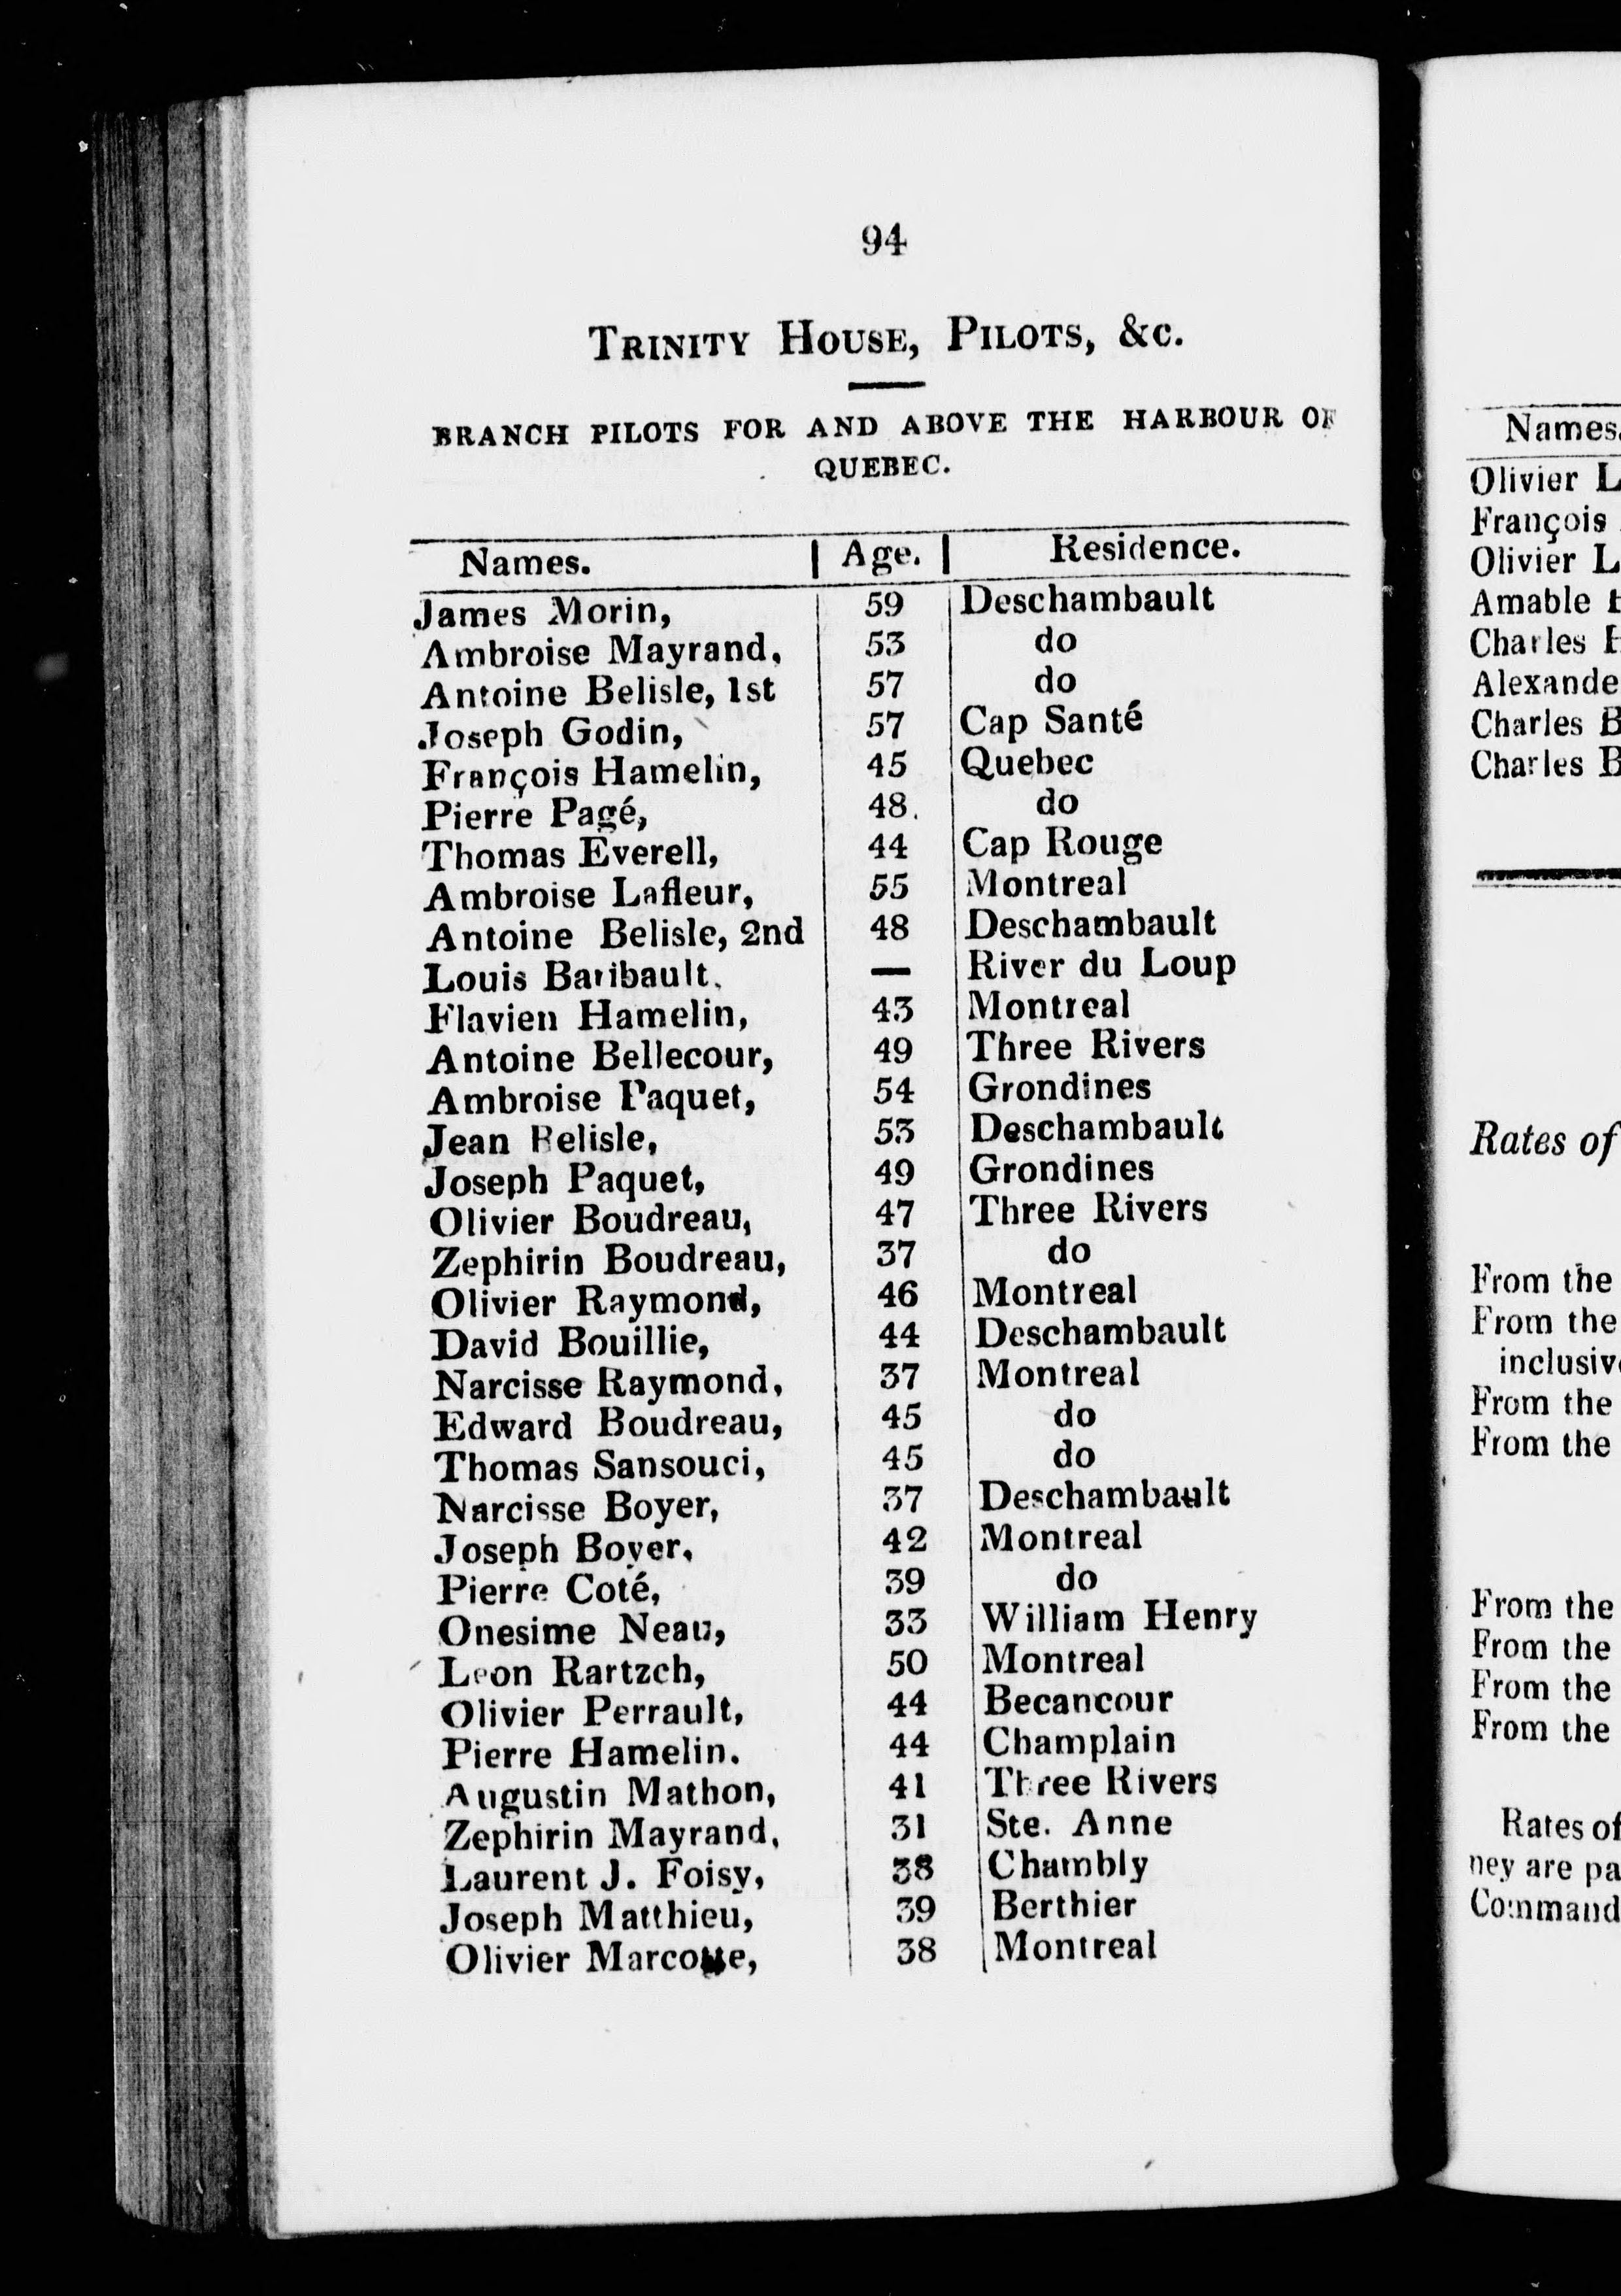 94
TRINITY HOUSE, PILOTS, &c.
BRANCH PILOTS FOR AND ABOVE THE HARBOUR OF
QUEBEC.
Names. | Age. | Residence.
James Morin, 59 Deschambault
Ambroise Mayrand, 53 do
Antoine Belisle, 1st 57 do
Joseph Godin, 57 Cap Santé
François Hamelin, 45 Quebec
Pierre Pagé, 48. do
Thomas Everell, 44 Cap Rouge
Ambroise Lafleur, 55 Montreal
Antoine Belisle, 2nd 48 Deschambault
Louis Baribault. — River du Loup
Flavien Hamelin, 43 Montreal
Antoine Bellecour, 49 Three Rivers
Ambroise Paquet, 54 Grondines
Jean Belisle, 53 Deschambault
Joseph Paquet, 49 Grondines
Olivier Boudreau, 47 Three Rivers
Zephirin Boudreau, 37 do
Olivier Raymond, 46 Montreal
David Bouillie, 44 Deschambault
Narcisse Raymond, 37 Montreal
Edward Boudreau, 45 do
Thomas Sansouci, 45 do
Narcisse Boyer, 37 Deschambault
Joseph Boyer, 42 Montreal
Pierre Coté, 39 do
Onesime Neau, 33 William Henry
Leon Rartzch, 50 Montreal
Olivier Perrault, 44 Becancour
Pierre Hamelin. 44 Champlain
Augustin Mathon, 41 Three Rivers
Zephirin Mayrand, 31 Ste. Anne
Laurent J. Foisy, 38 Chambly
Joseph Matthieu, 39 Berthier
Olivier Marcotte, 38 Montreal
Names.
Olivier
François
Olivier
Amable
Charles
Charles
Charles
Rates of
From the
From the
From the
From the
From the
From the
From the
From the
Rates of
ney are